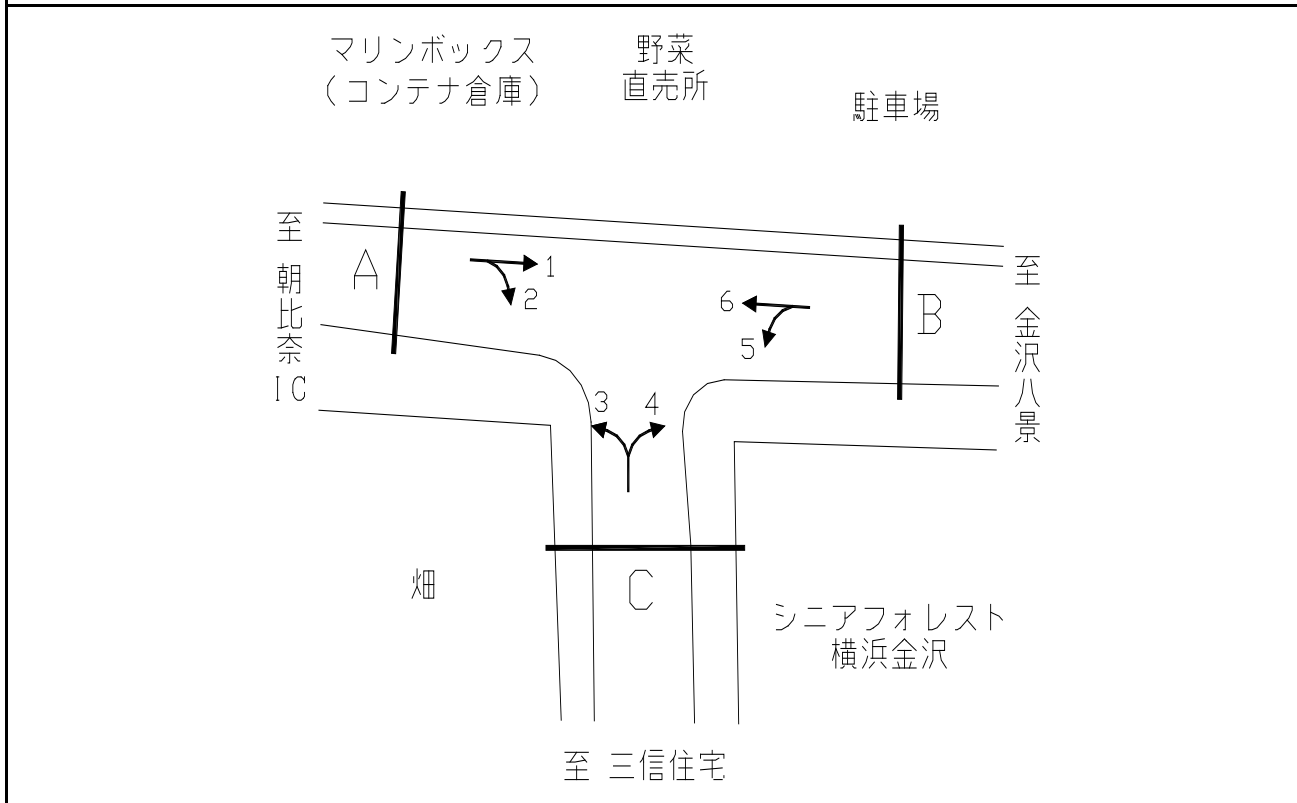 マリンボックス
(コンテナ倉庫)
野菜
直売所
駐車場
至 朝比奈IC
A
1
2
6
5
B
至 金沢八景
3
4
畑
C
シニアフォレスト
横浜金沢
至 三信住宅